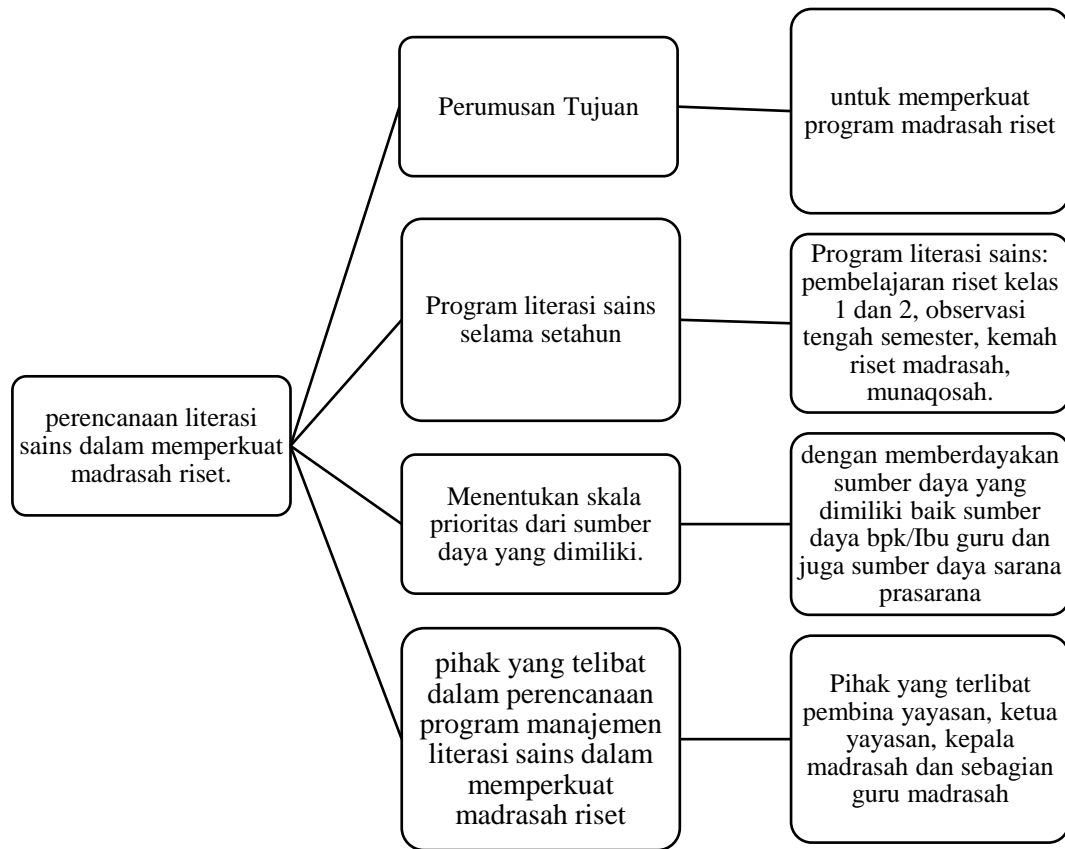 perencanaan literasi
sains dalam memperkuat
madrasah riset.
Perumusan Tujuan
untuk memperkuat
program madrasah riset
Program literasi sains
selama setahun
Program literasi sains:
pembelajaran riset kelas
1 dan 2, observasi
tengah semester, kemah
riset madrasah,
munaqosah.
Menentukan skala
prioritas dari sumber
daya yang dimiliki.
dengan memberdayakan
sumber daya yang
dimiliki baik sumber
daya bpk/Ibu guru dan
juga sumber daya sarana
prasarana
pihak yang telibat
dalam perencanaan
program manajemen
literasi sains dalam
memperkuat
madrasah riset
Pihak yang terlibat
pembina yayasan, ketua
yayasan, kepala
madrasah dan sebagian
guru madrasah